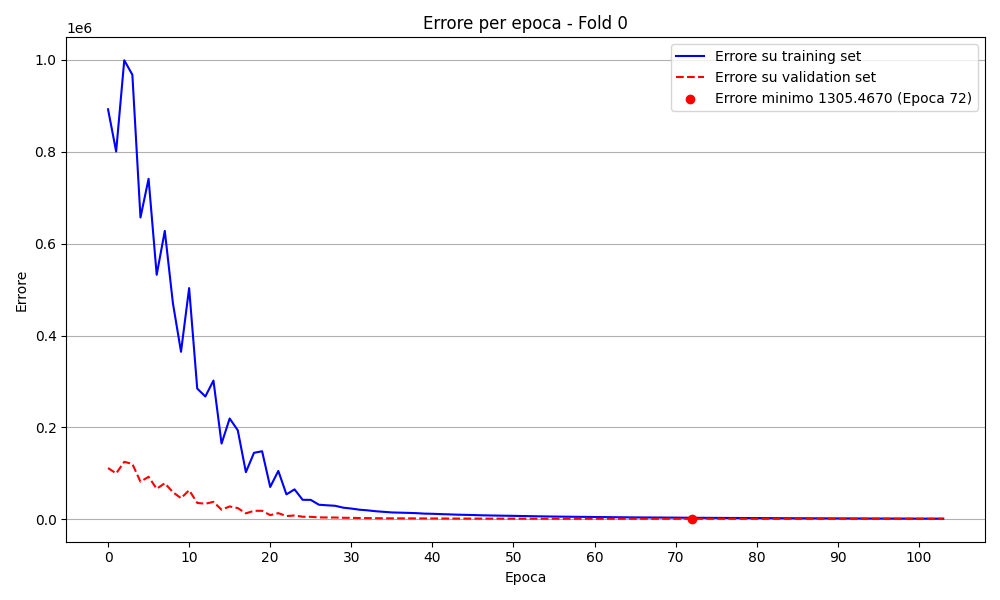 Errore per epoca - Fold 0
1e6
1.0
0.8
0.6
0.4
0.2
0.0
Errore
Errore su training set
Errore su validation set
Errore minimo 1305.4670 (Epoca 72)
0 10 20 30 40 50 60 70 80 90 100
Epoca